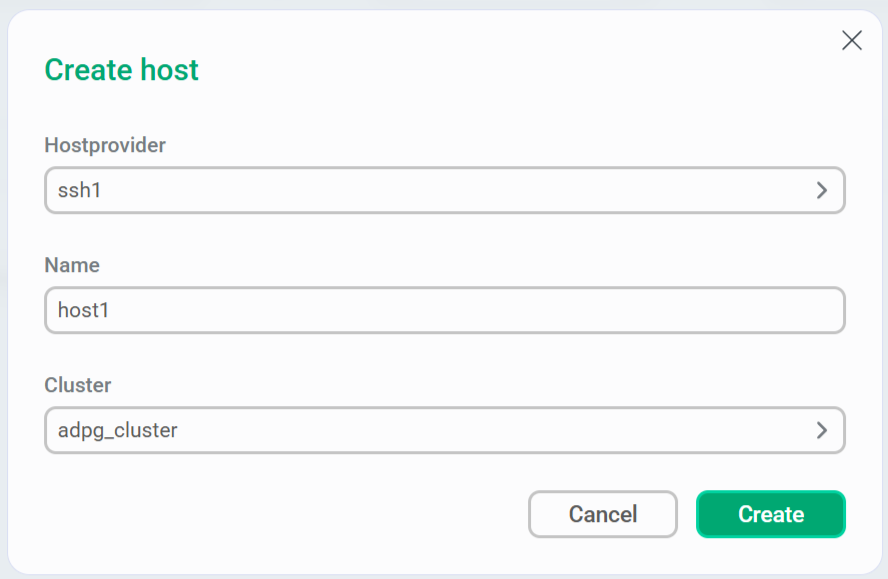 Create host
Hostprovider
ssh1
Name
host1
Cluster
adpg_cluster
Cancel
Create